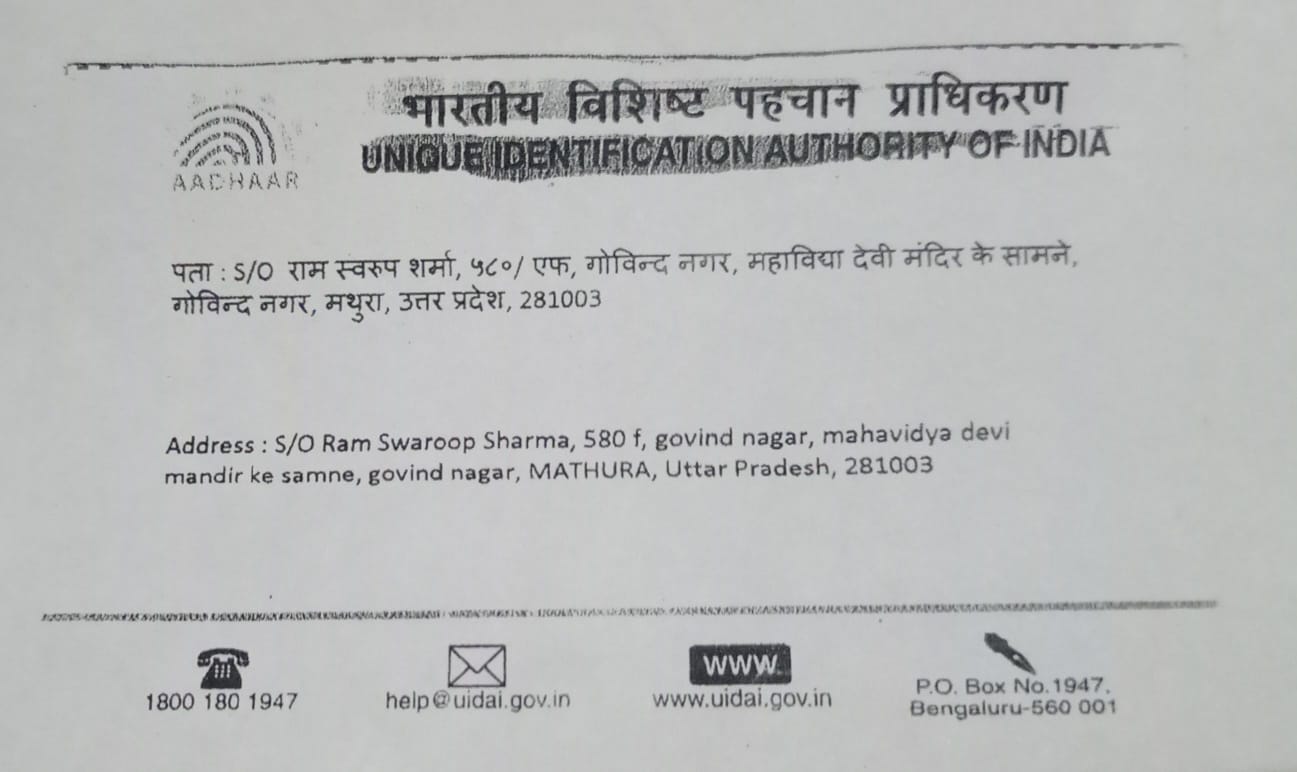 भारतीय विशिष्ट पहचान प्राधिकरण
UNIQUE IDENTIFICATION AUTHORITY OF INDIA
AADHAAR
पता : S/O राम स्वरुप शर्मा, ५८०/ एफ, गोविन्द नगर, महाविद्या देवी मंदिर के सामने,
गोविन्द नगर, मथुरा, उत्तर प्रदेश, 281003
Address : S/O Ram Swaroop Sharma, 580 f, govind nagar, mahavidya devi
mandir ke samne, govind nagar, MATHURA, Uttar Pradesh, 281003
1800 180 1947
help@uidai.gov.in
www
www.uidai.gov.in
P.O. Box No.1947,
Bengaluru-560 001